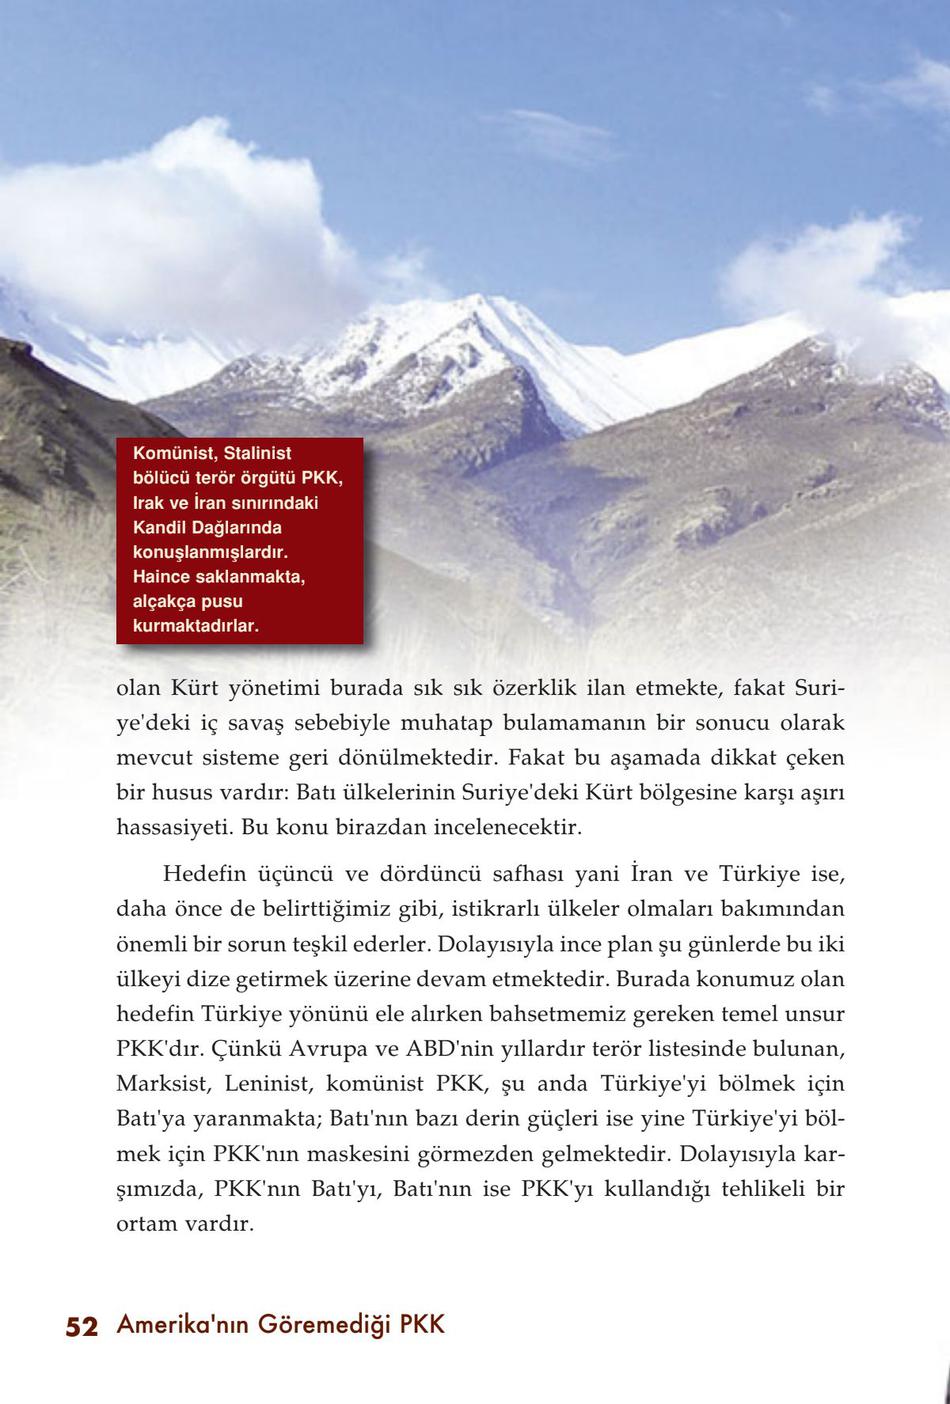 Komünist, Stalinist
bölücü terör örgütü PKK,
Irak ve İran sınırındaki
Kandil Dağlarında
konuşlanmışlardır.
Haince saklanmakta,
alçakça pusu
kurmaktadırlar.
olan Kürt yönetimi burada sık sık özerklik ilan etmekte, fakat Suri-
ye'deki iç savaş sebebiyle muhatap bulamamanın bir sonucu olarak
mevcut sisteme geri dönülmektedir. Fakat bu aşamada dikkat çeken
bir husus vardır: Batı ülkelerinin Suriye'deki Kürt bölgesine karşı aşırı
hassasiyeti. Bu konu birazdan incelenecektir.
Hedefin üçüncü ve dördüncü safhası yani İran ve Türkiye ise,
daha önce de belirttiğimiz gibi, istikrarlı ülkeler olmaları bakımından
önemli bir sorun teşkil ederler. Dolayısıyla ince plan şu günlerde bu iki
ülkeyi dize getirmek üzerine devam etmektedir. Burada konumuz olan
hedefin Türkiye yönünü ele alırken bahsetmemiz gereken temel unsur
PKK'dır. Çünkü Avrupa ve ABD'nin yıllardır terör listesinde bulunan,
Marksist, Leninist, komünist PKK, şu anda Türkiye'yi bölmek için
Batı'ya yaranmakta; Batı'nın bazı derin güçleri ise yine Türkiye'yi böl-
mek için PKK'nın maskesini görmezden gelmektedir. Dolayısıyla kar-
şımızda, PKK'nın Batı'yı, Batı'nın ise PKK'yı kullandığı tehlikeli bir
ortam vardır.
52 Amerika'nın Göremediği PKK